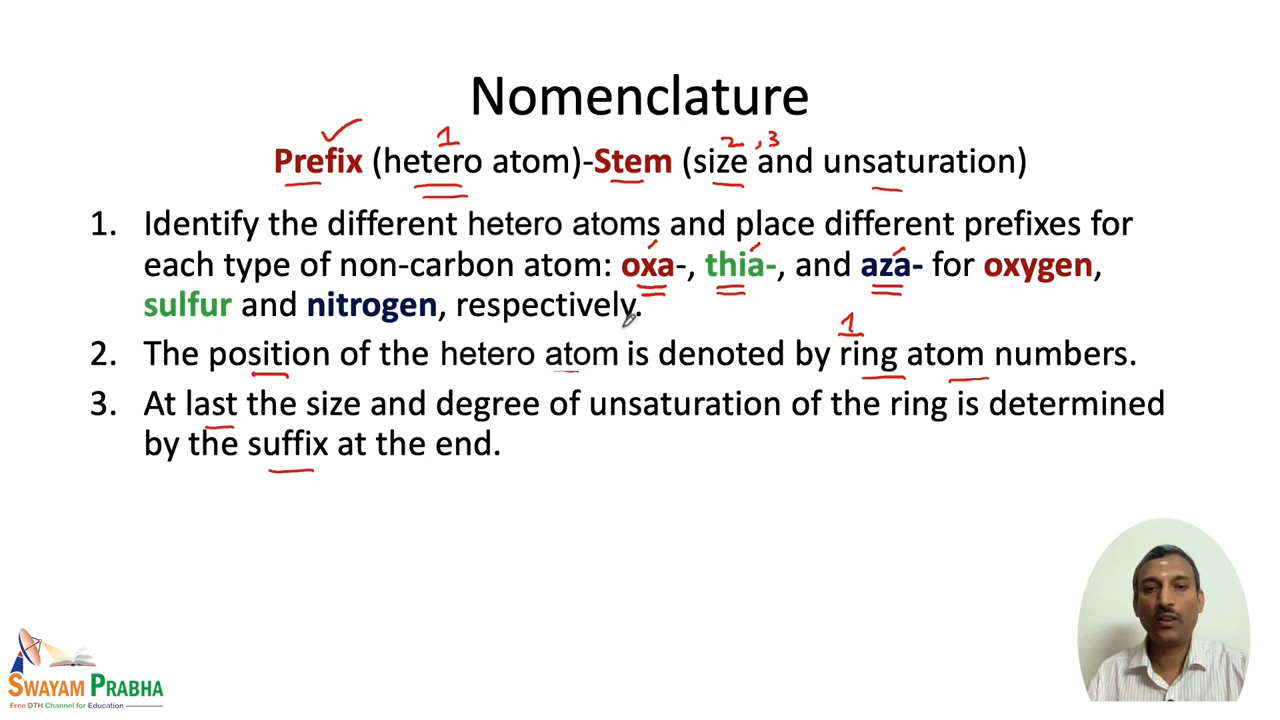 Nomenclature
1 2 ,3
Prefix (hetero atom)-Stem (size and unsaturation)
1. Identify the different hetero atoms and place different prefixes for
each type of non-carbon atom: oxa-, thia-, and aza- for oxygen,
sulfur and nitrogen, respectively.
1
2. The position of the hetero atom is denoted by ring atom numbers.
3. At last the size and degree of unsaturation of the ring is determined
by the suffix at the end.
SWAYAM PRABHA
Free DTH Channel for Education